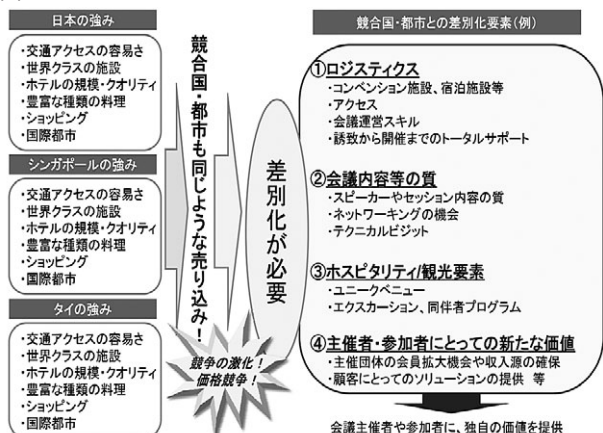 日本の強み
・交通アクセスの容易さ
・世界クラスの施設
・ホテルの規模・クオリティ
・豊富な種類の料理
・ショッピング
・国際都市
シンガポールの強み
・交通アクセスの容易さ
・世界クラスの施設
・ホテルの規模・クオリティ
・豊富な種類の料理
・ショッピング
・国際都市
タイの強み
・交通アクセスの容易さ
・世界クラスの施設
・ホテルの規模・クオリティ
・豊富な種類の料理
・ショッピング
・国際都市
競合国・都市も同じような売り込み！
競争の激化！
価格競争！
差別化が必要
競合国・都市との差別化要素(例)
①ロジスティクス
・コンベンション施設、宿泊施設等
・アクセス
・会議運営スキル
・誘致から開催までのトータルサポート
②会議内容等の質
・スピーカーやセッション内容の質
・ネットワーキングの機会
・テクニカルビジット
③ホスピタリティ/観光要素
・ユニークベニュー
・エクスカーション、同伴者プログラム
④主催者・参加者にとっての新たな価値
・主催団体の会員拡大機会や収入源の確保
・顧客にとってのソリューションの提供 等
会議主催者や参加者に、独自の価値を提供